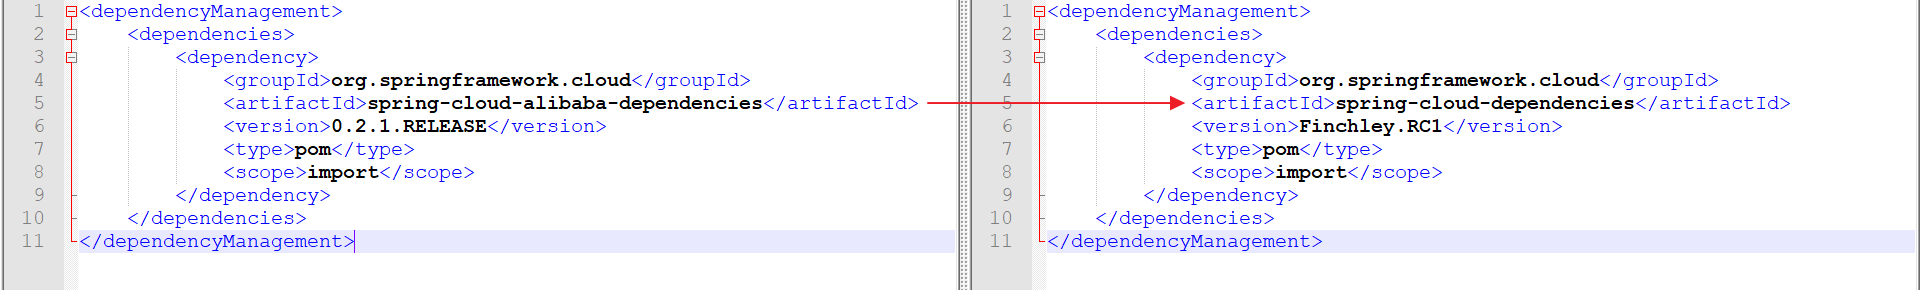 1 <dependencyManagement>
2 <dependencies>
3 <dependency>
4 <groupId>org.springframework.cloud</groupId>
5 <artifactId>spring-cloud-alibaba-dependencies</artifactId>
6 <version>0.2.1.RELEASE</version>
7 <type>pom</type>
8 <scope>import</scope>
9 </dependency>
10 </dependencies>
11 </dependencyManagement>
1 <dependencyManagement>
2 <dependencies>
3 <dependency>
4 <groupId>org.springframework.cloud</groupId>
5 <artifactId>spring-cloud-dependencies</artifactId>
6 <version>Finchley.RC1</version>
7 <type>pom</type>
8 <scope>import</scope>
9 </dependency>
10 </dependencies>
11 </dependencyManagement>